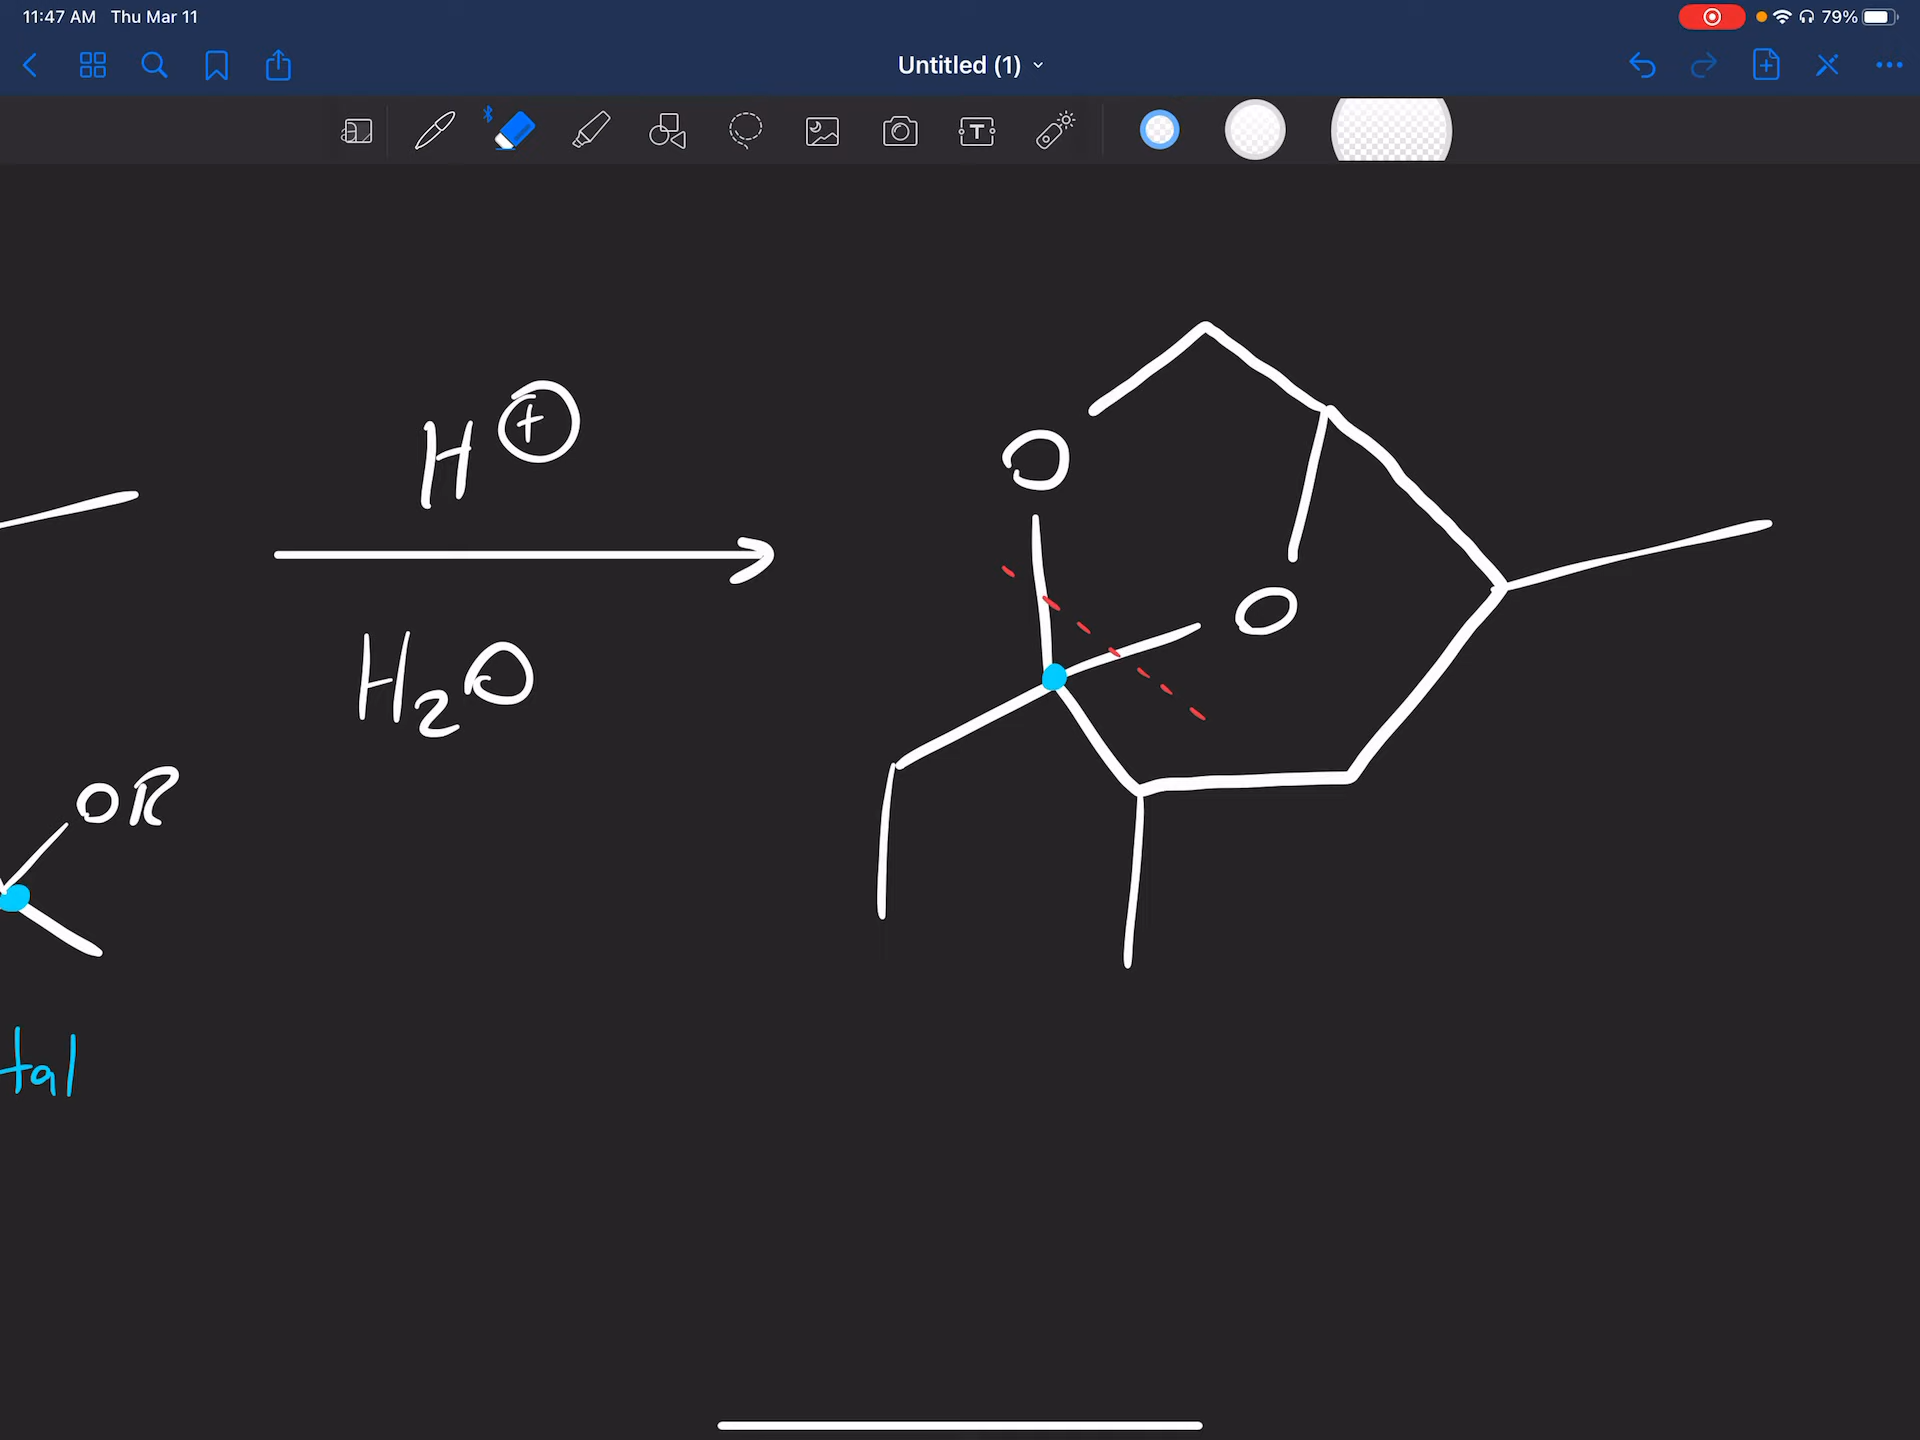 11:47 AM Thu Mar 11
79%
Untitled (1)
T
H⊕
H₂O
O
O
OR
tal